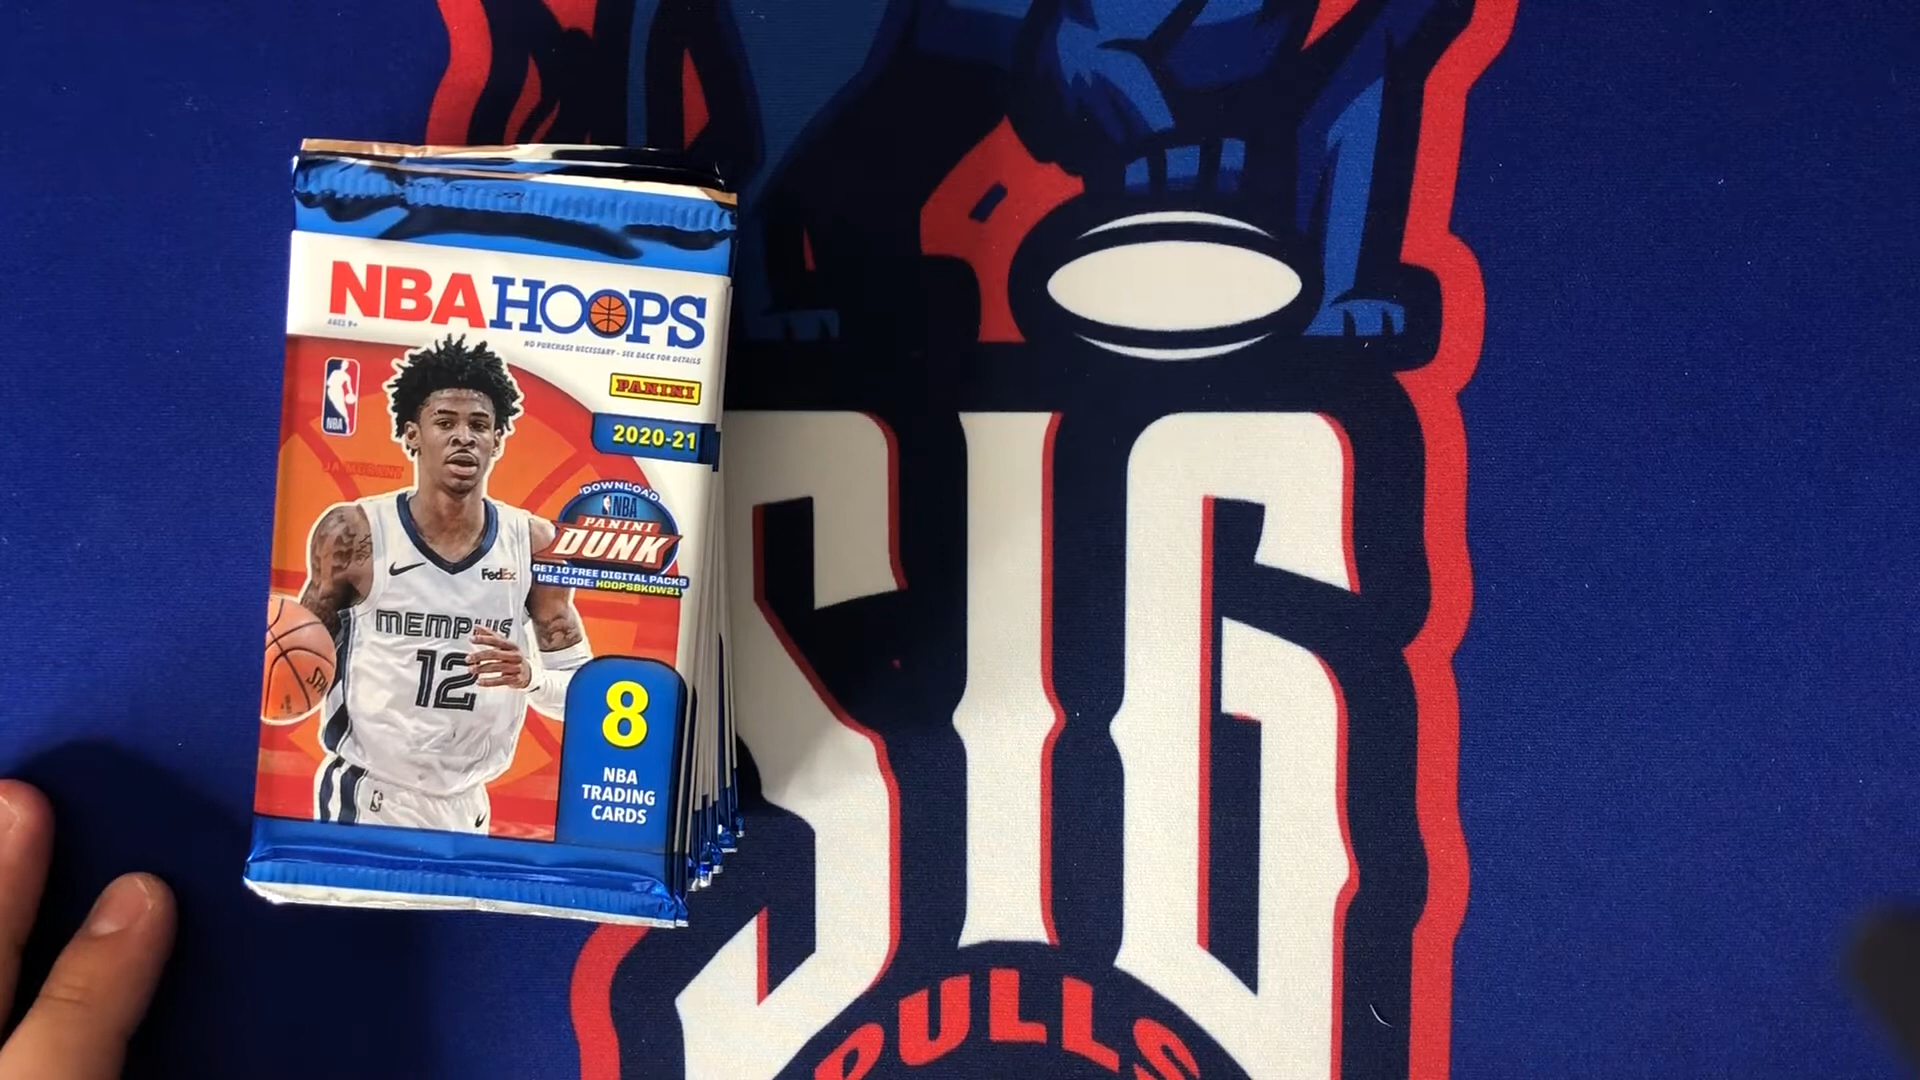 NBA HOOPS
AGES 9+
NO PURCHASE NECESSARY - SEE BACK FOR DETAILS
PANINI
NBA
2020-21
JA MORANT
DOWNLOAD
NBA
PANINI
DUNK
GET 10 FREE DIGITAL PACKS
USE CODE: HOOPSBKOW21
FedEx
MEMPHIS
12
8
NBA
TRADING
CARDS
SIG
PULLS